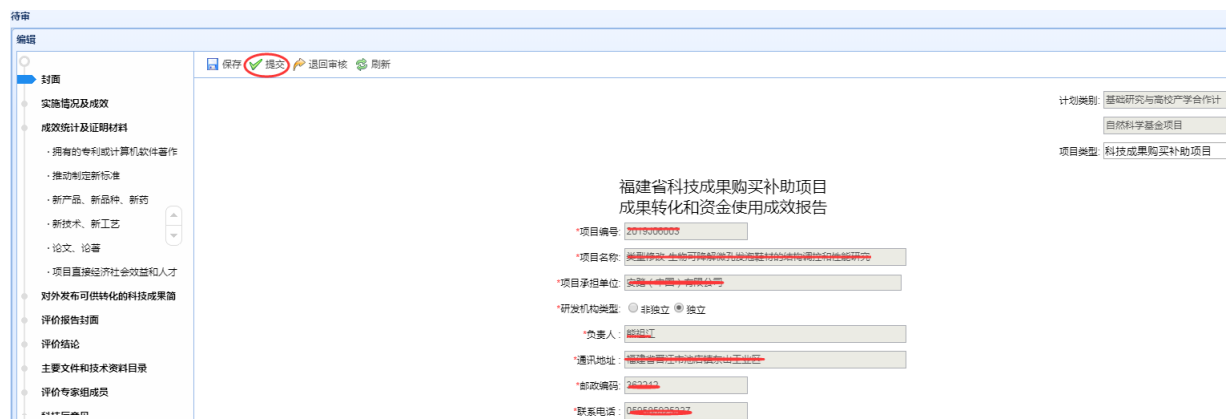 待审
编辑
保存 提交 退回审核 刷新
封面
实施情况及成效
成效统计及证明材料
·拥有的专利或计算机软件著作
·推动制定新标准
·新产品、新品种、新药
·新技术、新工艺
·论文、论著
·项目直接经济社会效益和人才
对外发布可供转化的科技成果简
评价报告封面
评价结论
主要文件和技术资料目录
评价专家组成员
计划类别: 基础研究与高校产学合作计
自然科学基金项目
项目类型: 科技成果购买补助项目
福建省科技成果购买补助项目
成果转化和资金使用成效报告
*项目编号:
*项目名称:
*项目承担单位:
*研发机构类型: 非独立 独立
*负责人:
*通讯地址:
*邮政编码:
*联系电话: